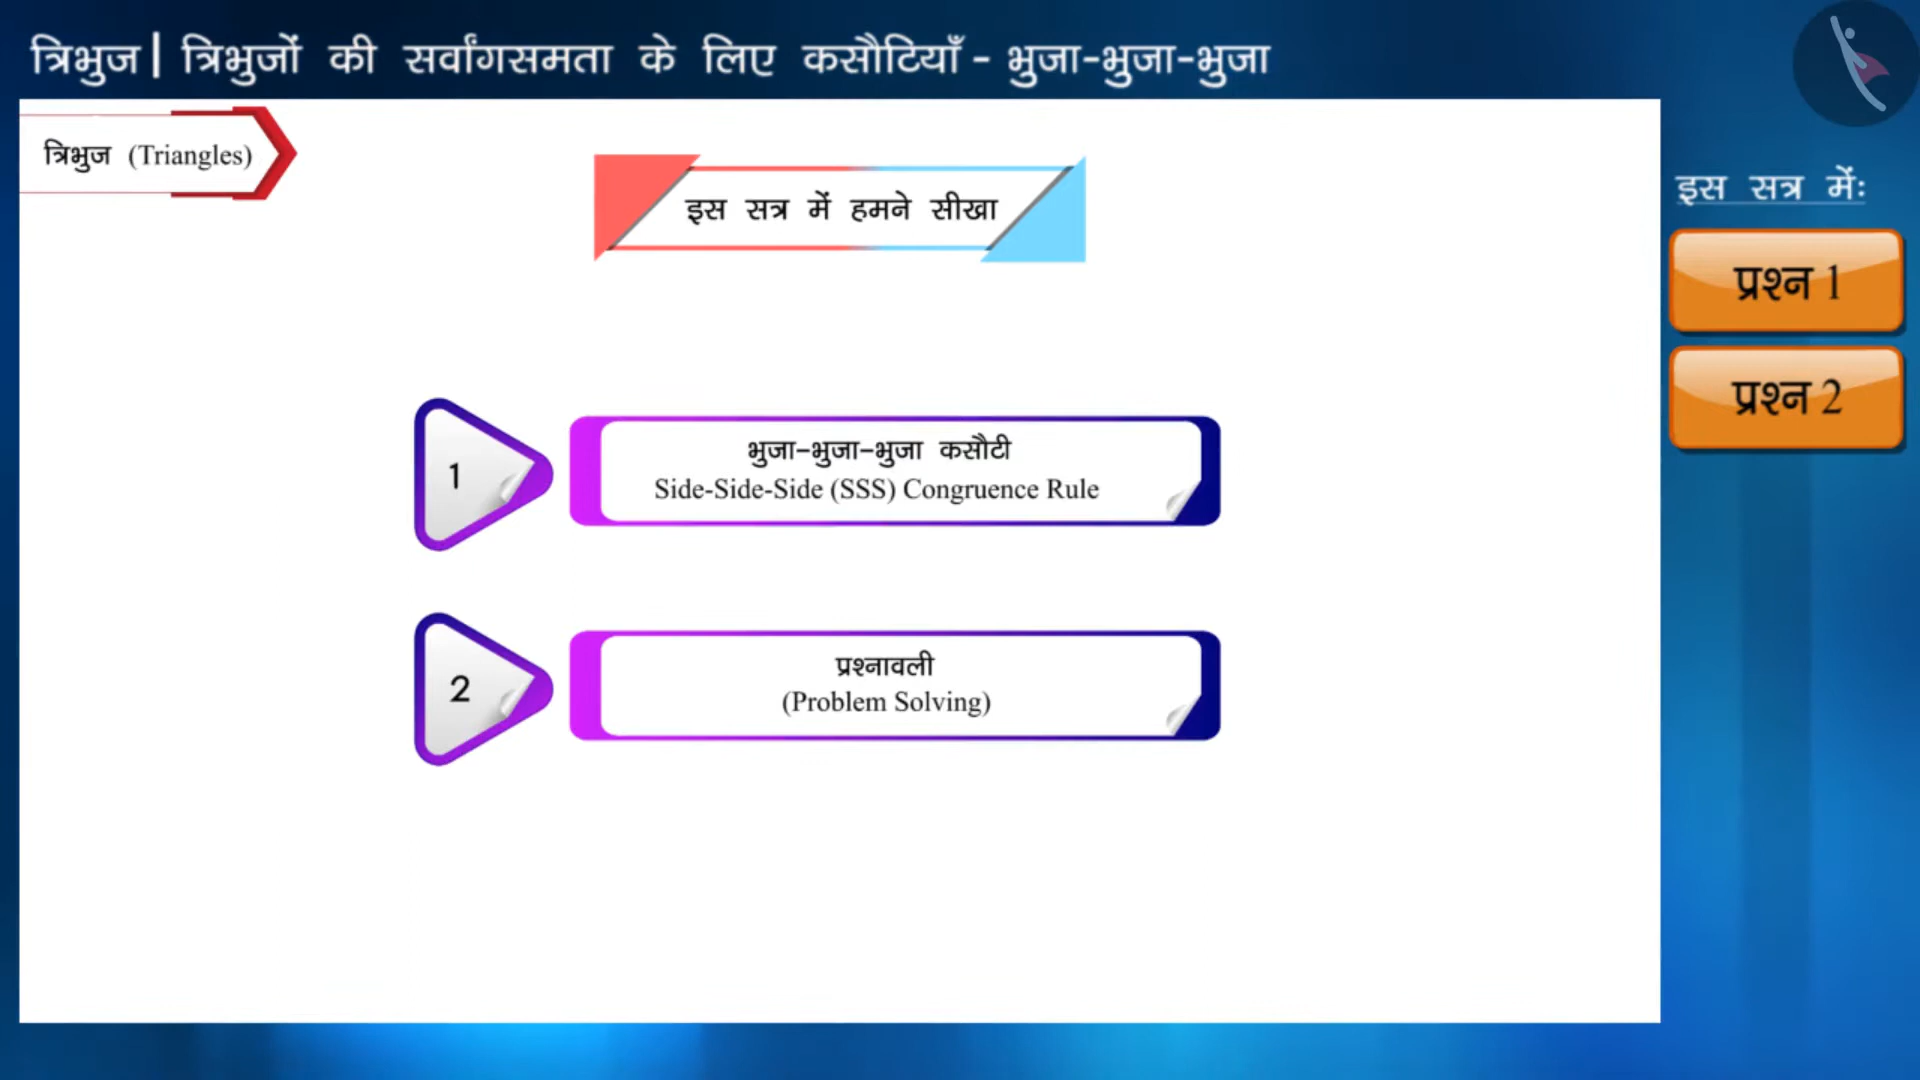 त्रिभुज | त्रिभुजों की सर्वांगसमता के लिए कसौटियाँ - भुजा-भुजा-भुजा
त्रिभुज (Triangles)
इस सत्र में हमने सीखा
1
भुजा-भुजा-भुजा कसौटी
Side-Side-Side (SSS) Congruence Rule
2
प्रश्नावली
(Problem Solving)
इस सत्र में:
प्रश्न 1
प्रश्न 2